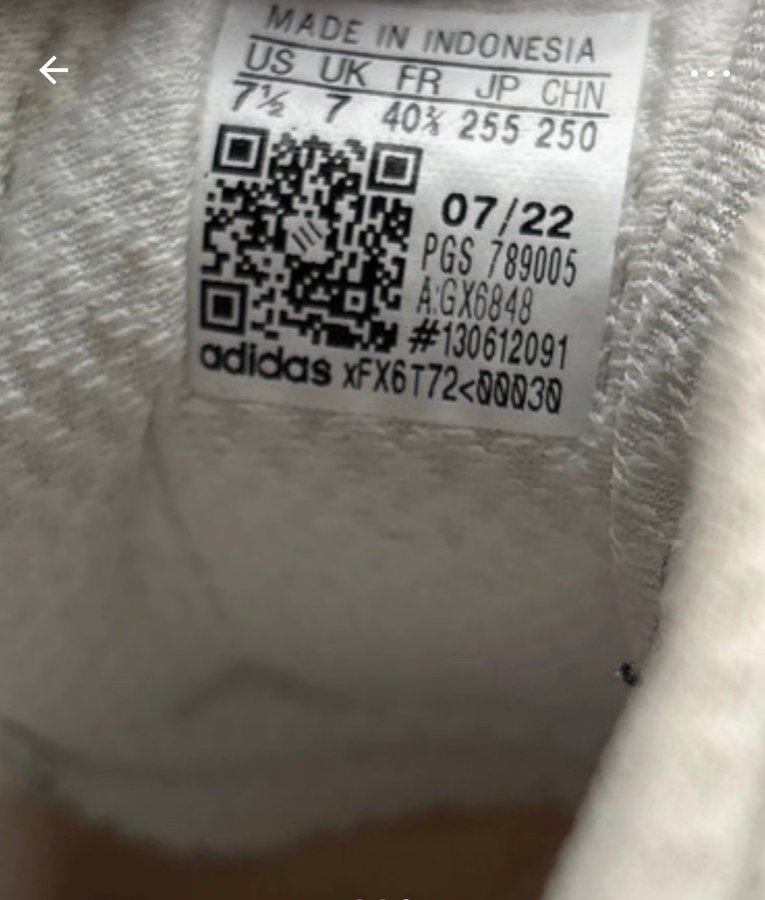 MADE IN INDONESIA
US UK FR JP CHN
7½ 7 40⅔ 255 250
07/22
PGS 789005
A:GX6848
#130612091
adidas xFX6T72<00030